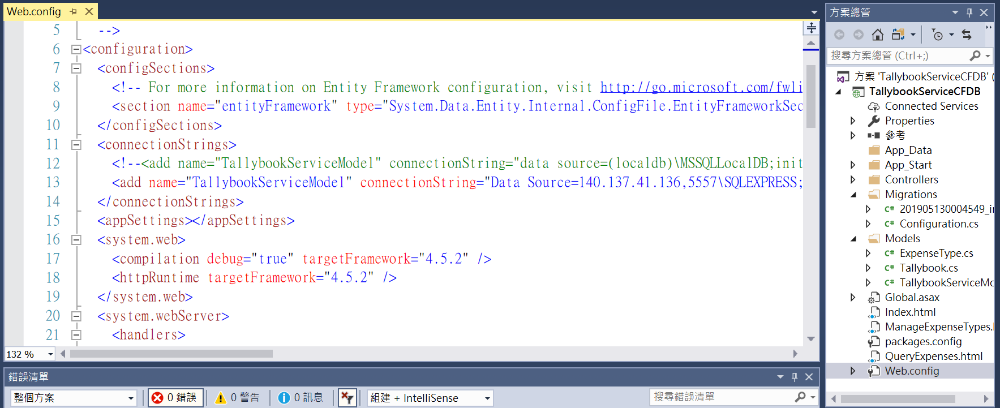 Web.config
5 -->
6 <configuration>
7 <configSections>
8 <!-- For more information on Entity Framework configuration, visit http://go.microsoft.com/fwli
9 <section name="entityFramework" type="System.Data.Entity.Internal.ConfigFile.EntityFrameworkSec
10 </configSections>
11 <connectionStrings>
12 <!--<add name="TallybookServiceModel" connectionString="data source=(localdb)\MSSQLLocalDB;init
13 <add name="TallybookServiceModel" connectionString="Data Source=140.137.41.136,5557\SQLEXPRESS;
14 </connectionStrings>
15 <appSettings></appSettings>
16 <system.web>
17 <compilation debug="true" targetFramework="4.5.2" />
18 <httpRuntime targetFramework="4.5.2" />
19 </system.web>
20 <system.webServer>
21 <handlers>
132 %
錯誤清單
整個方案 0 錯誤 0 警告 0 訊息 組建 + IntelliSense 搜尋錯誤清單
方案總管
搜尋方案總管 (Ctrl+;)
方案 'TallybookServiceCFDB' (
TallybookServiceCFDB
Connected Services
Properties
參考
App_Data
App_Start
Controllers
Migrations
C# 201905130004549_in
C# Configuration.cs
Models
C# ExpenseType.cs
C# Tallybook.cs
C# TallybookServiceMo
Global.asax
Index.html
ManageExpenseTypes.
packages.config
QueryExpenses.html
Web.config